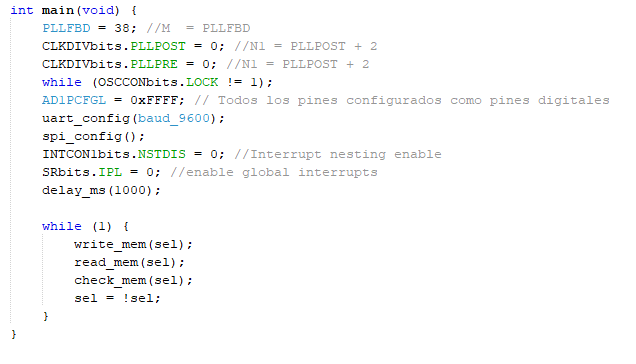 int main(void) {
PLLFBD = 38; //M  = PLLFBD
CLKDIVbits.PLLPOST = 0; //N1 = PLLPOST + 2
CLKDIVbits.PLLPRE = 0; //N1 = PLLPOST + 2
while (OSCCONbits.LOCK != 1);
AD1PCFGL = 0xFFFF; // Todos los pines configurados como pines digitales
uart_config(baud_9600);
spi_config();
INTCON1bits.NSTDIS = 0; //Interrupt nesting enable
SRbits.IPL = 0; //enable global interrupts
delay_ms(1000);
while (1) {
write_mem(sel);
read_mem(sel);
check_mem(sel);
sel = !sel;
}
}